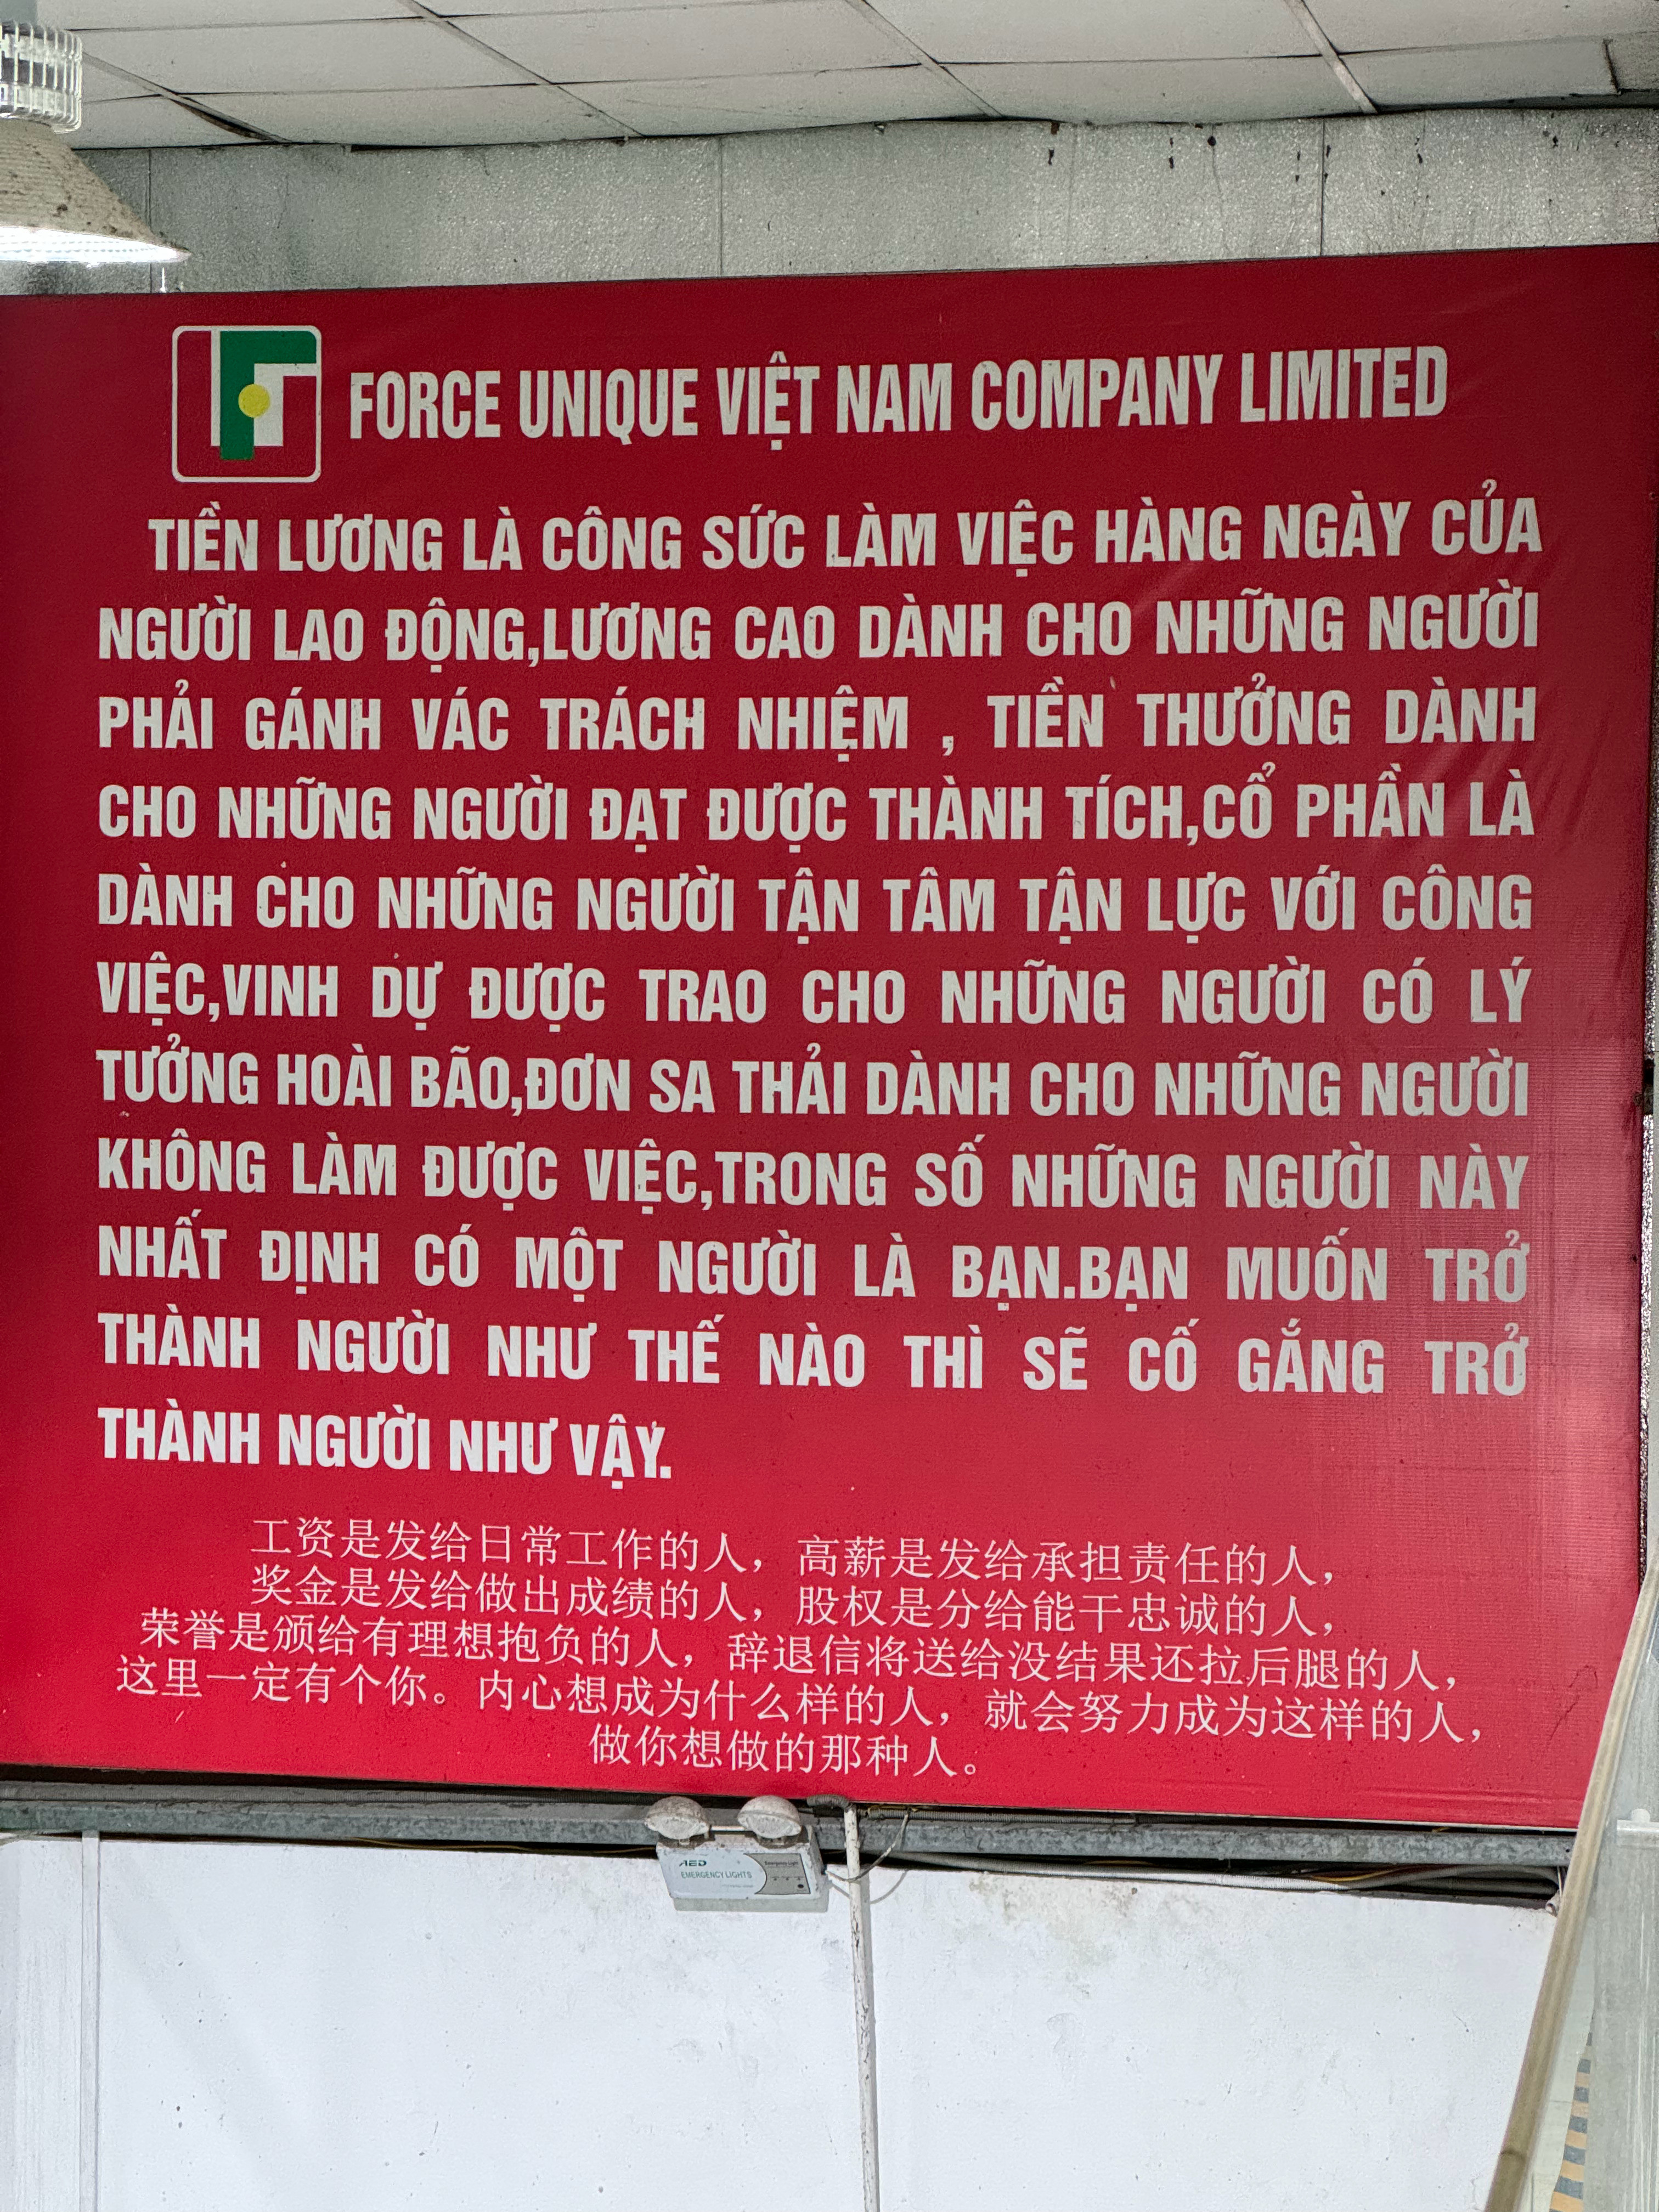 FORCE UNIQUE VIỆT NAM COMPANY LIMITED
TIỀN LƯƠNG LÀ CÔNG SỨC LÀM VIỆC HÀNG NGÀY CỦA
NGƯỜI LAO ĐỘNG,LƯƠNG CAO DÀNH CHO NHỮNG NGƯỜI
PHẢI GÁNH VÁC TRÁCH NHIỆM , TIỀN THƯỞNG DÀNH
CHO NHỮNG NGƯỜI ĐẠT ĐƯỢC THÀNH TÍCH,CỔ PHẦN LÀ
DÀNH CHO NHỮNG NGƯỜI TẬN TÂM TẬN LỰC VỚI CÔNG
VIỆC,VINH DỰ ĐƯỢC TRAO CHO NHỮNG NGƯỜI CÓ LÝ
TƯỞNG HOÀI BÃO,ĐƠN SA THẢI DÀNH CHO NHỮNG NGƯỜI
KHÔNG LÀM ĐƯỢC VIỆC,TRONG SỐ NHỮNG NGƯỜI NÀY
NHẤT ĐỊNH CÓ MỘT NGƯỜI LÀ BẠN.BẠN MUỐN TRỞ
THÀNH NGƯỜI NHƯ THẾ NÀO THÌ SẼ CỐ GẮNG TRỞ
THÀNH NGƯỜI NHƯ VẬY.
工资是发给日常工作的人，高薪是发给承担责任的人，
奖金是发给做出成绩的人，股权是分给能干忠诚的人，
荣誉是颁给有理想抱负的人，辞退信将送给没结果还拉后腿的人，
这里一定有个你。内心想成为什么样的人，就会努力成为这样的人，
做你想做的那种人。
AED
EMERGENCY LIGHTS
Emergency Light